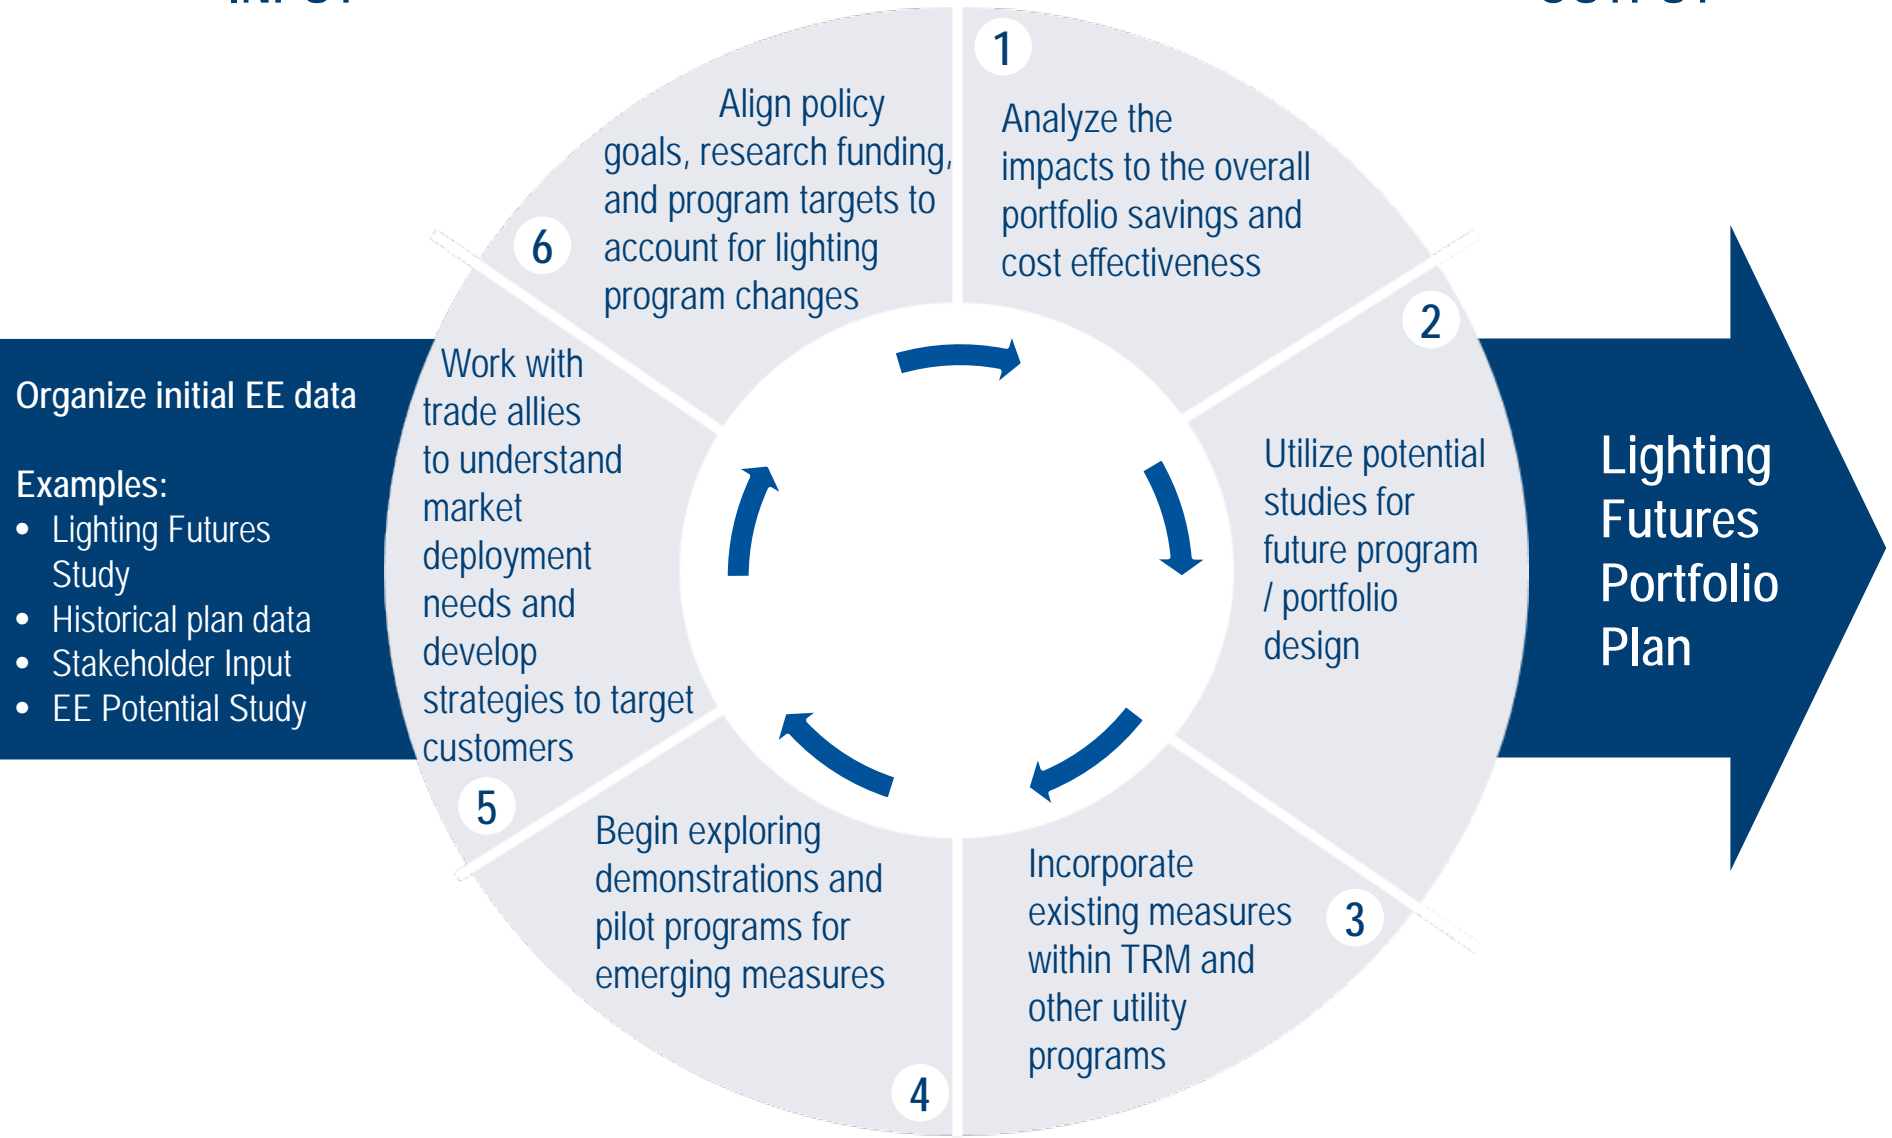 1
Analyze the
impacts to the overall
portfolio savings and
cost effectiveness
2
Utilize potential
studies for
future program
/ portfolio
design
3
Incorporate
existing measures
within TRM and
other utility
programs
4
Begin exploring
demonstrations and
pilot programs for
emerging measures
5
Work with
trade allies
to understand
market
deployment
needs and
develop
strategies to target
customers
6
Align policy
goals, research funding,
and program targets to
account for lighting
program changes
Organize initial EE data
Examples:
• Lighting Futures
Study
• Historical plan data
• Stakeholder Input
• EE Potential Study
Lighting
Futures
Portfolio
Plan